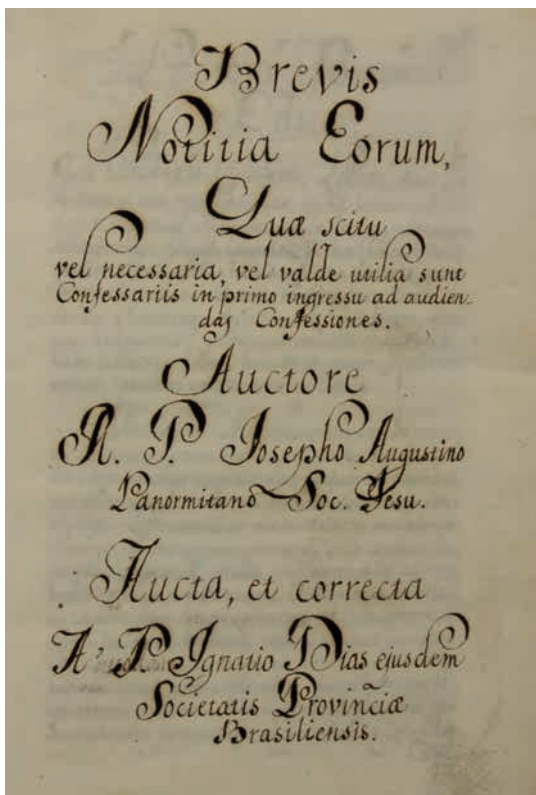 Brevis
Notitia Eorum,
Quæ scitu
vel necessaria, vel valdè utilia sunt
Confessariis in primo ingressu ad audien-
das Confessiones.
Auctore
R. P. Josepho Augustino
Panormitano Soc. Jesu.
Aucta, et correcta
A' P. Ignatio Dias ejusdem
Societatis Provinciæ
Brasiliensis.